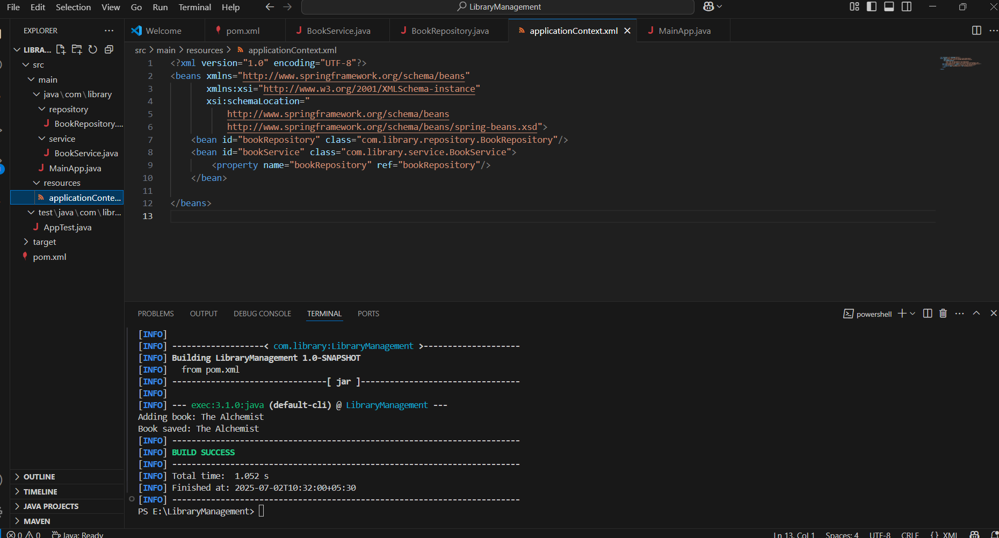 File Edit Selection View Go Run Terminal Help
LibraryManagement
EXPLORER
LIBRA...
src
main
java\com\library
repository
BookRepository....
service
BookService.java
MainApp.java
resources
applicationConte...
test\java\com\libr...
AppTest.java
target
pom.xml
OUTLINE
TIMELINE
JAVA PROJECTS
MAVEN
Welcome pom.xml BookService.java BookRepository.java applicationContext.xml MainApp.java
src > main > resources > applicationContext.xml
1 <?xml version="1.0" encoding="UTF-8"?>
2 <beans xmlns="http://www.springframework.org/schema/beans"
3 xmlns:xsi="http://www.w3.org/2001/XMLSchema-instance"
4 xsi:schemaLocation="
5 http://www.springframework.org/schema/beans
6 http://www.springframework.org/schema/beans/spring-beans.xsd">
7 <bean id="bookRepository" class="com.library.repository.BookRepository"/>
8 <bean id="bookService" class="com.library.service.BookService">
9 <property name="bookRepository" ref="bookRepository"/>
10 </bean>
11
12 </beans>
13
PROBLEMS OUTPUT DEBUG CONSOLE TERMINAL PORTS
powershell
[INFO]
[INFO] -------------------< com.library:LibraryManagement >--------------------
[INFO] Building LibraryManagement 1.0-SNAPSHOT
[INFO]   from pom.xml
[INFO] --------------------------------[ jar ]---------------------------------
[INFO]
[INFO] --- exec:3.1.0:java (default-cli) @ LibraryManagement ---
Adding book: The Alchemist
Book saved: The Alchemist
[INFO] ------------------------------------------------------------------------
[INFO] BUILD SUCCESS
[INFO] ------------------------------------------------------------------------
[INFO] Total time:  1.052 s
[INFO] Finished at: 2025-07-02T10:32:00+05:30
[INFO] ------------------------------------------------------------------------
PS E:\LibraryManagement>
0 0 Java: Ready
Ln 13, Col 1 Spaces: 4 UTF-8 CRLF {} XML